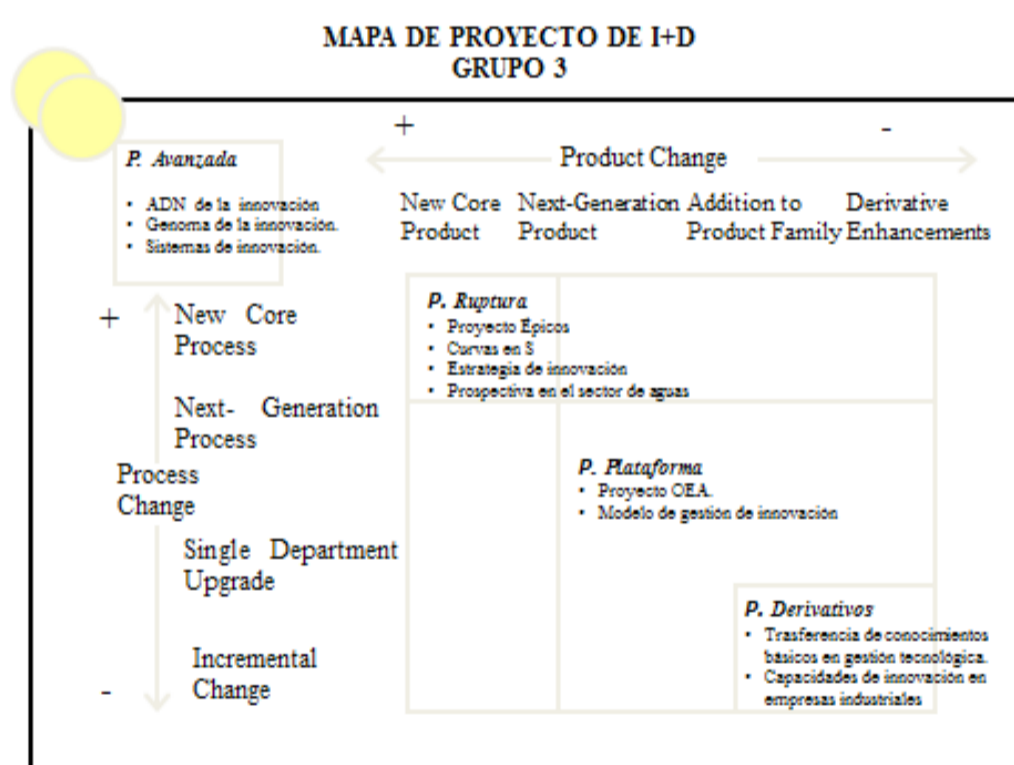 MAPA DE PROYECTO DE I+D
GRUPO 3
+
-
Product Change
P. Avanzada
• ADN de la innovación
• Genoma de la innovación.
• Sistemas de innovación.
New Core Product
Next-Generation Product
Addition to Product Family
Derivative Enhancements
+
New Core
Process
Next- Generation
Process
Process
Change
Single Department
Upgrade
Incremental
Change
-
P. Ruptura
• Proyecto Épicos
• Curvas en S
• Estrategia de innovación
• Prospectiva en el sector de aguas
P. Plataforma
• Proyecto OEA.
• Modelo de gestión de innovación
P. Derivativos
• Trasferencia de conocimientos
básicos en gestión tecnológica.
• Capacidades de innovación en
empresas industriales